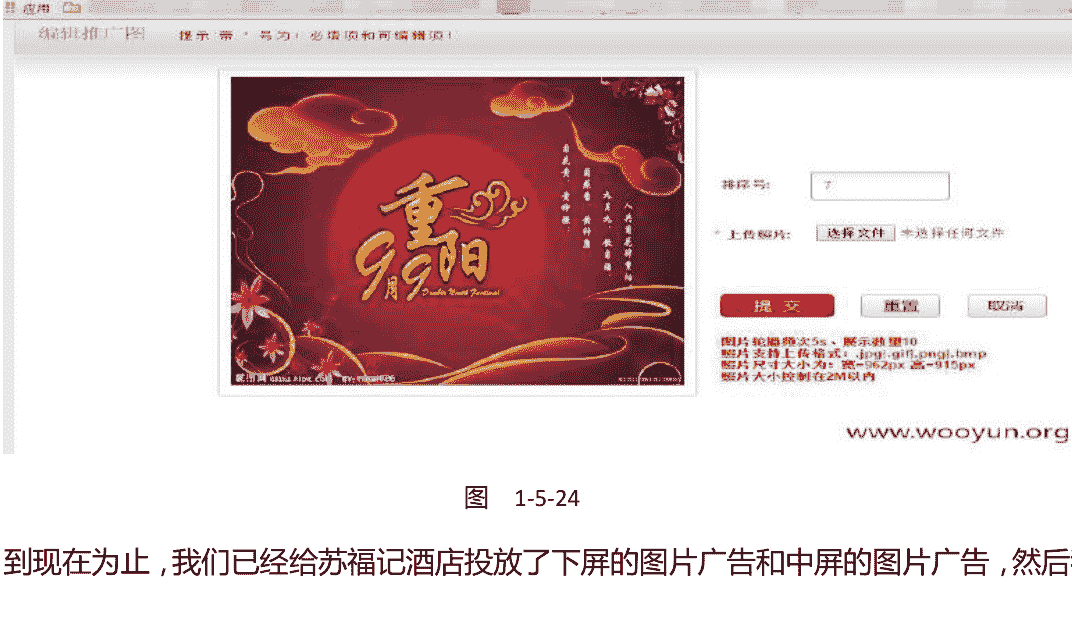 应用
编辑推广图 提示:带 * 号为(必填项和可编辑项)
重阳
9月9
Double Ninth Festival
排序号: 7
* 上传照片: 选择文件 未选择任何文件
提 交 重置 取消
图片轮播频次5s、展示数量10
照片支持上传格式:.jpg|.gif|.png|.bmp
照片尺寸大小为:宽=962px 高=915px
照片大小控制在2M以内
www.wooyun.org
图 1-5-24
到现在为止,我们已经给苏福记酒店投放了下屏的图片广告和中屏的图片广告,然后